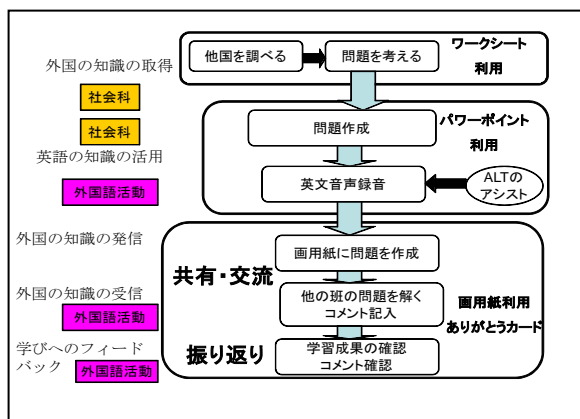 外国の知識の取得
他国を調べる
問題を考える
ワークシート
利用
社会科
社会科
問題作成
パワーポイント
利用
英語の知識の活用
外国語活動
英文音声録音
ALTの
アシスト
外国の知識の発信
画用紙に問題を作成
共有・交流
外国の知識の受信
外国語活動
他の班の問題を解く
コメント記入
画用紙利用
ありがとうカード
学びへのフィード
バック
外国語活動
振り返り
学習成果の確認
コメント確認